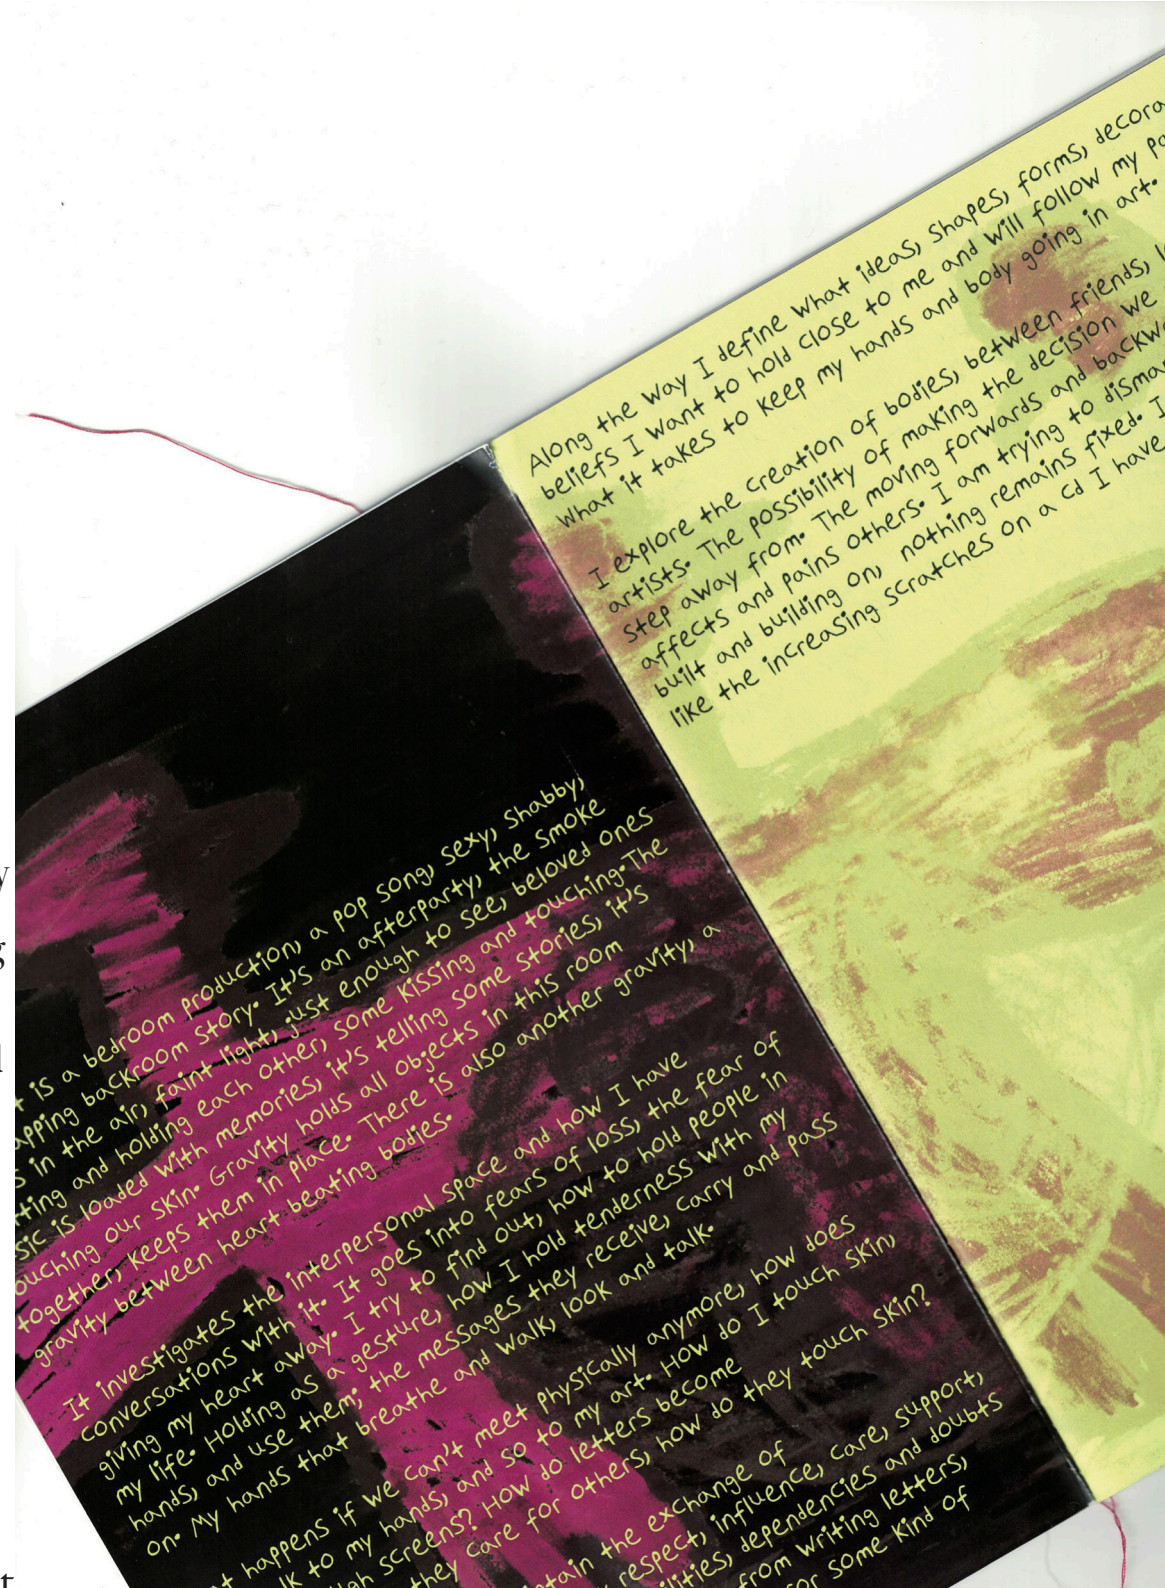 t is a bedroom production, a pop song, sexy, shabby,
apping backroom story. It's an afterparty, the smoke
s in the air, faint light, just enough to see, beloved ones
tting and holding each other, some kissing and touching. The
sic is loaded with memories, it's telling some stories, it's
ouching our skin. Gravity holds all objects in this room
together, keeps them in place. There is also another gravity, a
gravity between heart beating bodies.
It investigates the interpersonal space and how I have
conversations with it. It goes into fears of loss, the fear of
giving my heart away. I try to find out, how to hold people in
my life. Holding as a gesture, how I hold tenderness with my
hands, and use them; the messages they receive, carry and pass
on. My hands that breathe and walk, look and talk.
t happens if we can't meet physically anymore, how does
lk to my hands, and so to my art. How do I touch skin,
gh screens? How do letters become
they care for others, how do they touch skin?
tain the exchange of
respect, influence, care, support,
ilities, dependencies and doubts
from writing letters,
for some kind of
Along the way I define what ideas, shapes, forms, decora
beliefs I want to hold close to me and will follow my pa
what it takes to keep my hands and body going in art.
I explore the creation of bodies, between friends, l
artists. The possibility of making the decision we
step away from. The moving forwards and backwa
affects and pains others. I am trying to disma
built and building on, nothing remains fixed. I
like the increasing scratches on a cd I have
y
g
l
t